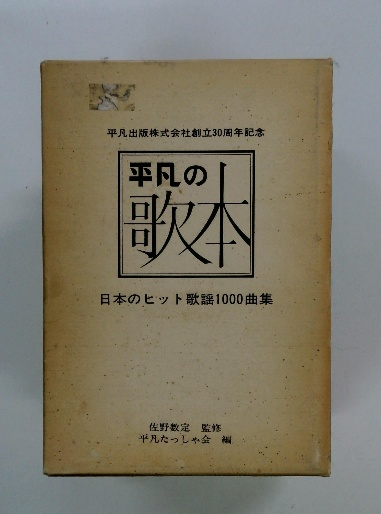 平凡出版株式会社創立30周年記念
平凡の
歌本
日本のヒット歌謡1000曲集
佐野数定 監修
平凡たっしゃ会 編